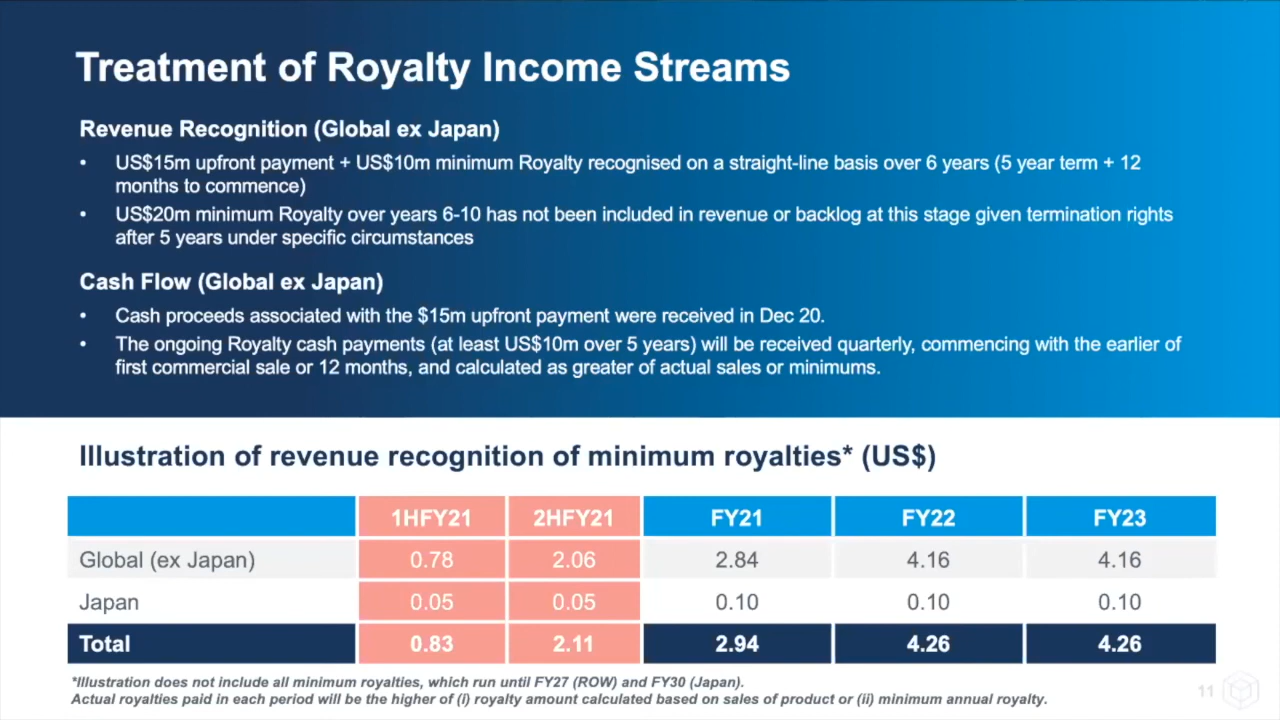 Treatment of Royalty Income Streams
Revenue Recognition (Global ex Japan)
• US$15m upfront payment + US$10m minimum Royalty recognised on a straight-line basis over 6 years (5 year term + 12
months to commence)
• US$20m minimum Royalty over years 6-10 has not been included in revenue or backlog at this stage given termination rights
after 5 years under specific circumstances
Cash Flow (Global ex Japan)
• Cash proceeds associated with the $15m upfront payment were received in Dec 20.
• The ongoing Royalty cash payments (at least US$10m over 5 years) will be received quarterly, commencing with the earlier of
first commercial sale or 12 months, and calculated as greater of actual sales or minimums.
Illustration of revenue recognition of minimum royalties* (US$)
1HFY21 2HFY21 FY21 FY22 FY23
Global (ex Japan) 0.78 2.06 2.84 4.16 4.16
Japan 0.05 0.05 0.10 0.10 0.10
Total 0.83 2.11 2.94 4.26 4.26
*Illustration does not include all minimum royalties, which run until FY27 (ROW) and FY30 (Japan).
Actual royalties paid in each period will be the higher of (i) royalty amount calculated based on sales of product or (ii) minimum annual royalty.
11